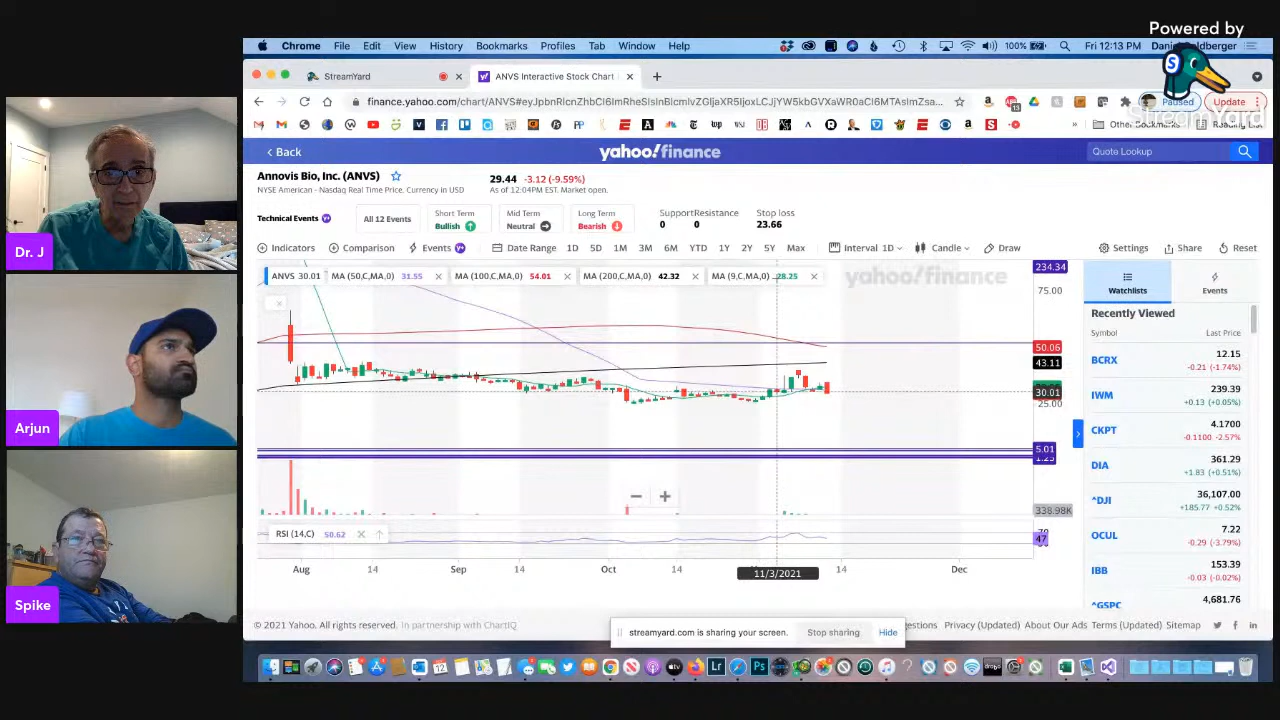 Powered by
Chrome File Edit View History Bookmarks Profiles Tab Window Help
100%
Fri 12:13 PM
StreamYard
ANVS Interactive Stock Chart
Paused
Update
Other Bookmarks
Reading List
Back
yahoo!finance
Quote Lookup
Annovis Bio, Inc. (ANVS)
NYSE American - Nasdaq Real Time Price. Currency in USD
29.44 -3.12 (-9.59%)
As of 12:04PM EST. Market open.
Technical Events
All 12 Events
Short Term
Bullish
Mid Term
Neutral
Long Term
Bearish
SupportResistance
0 0
Stop loss
23.66
Indicators Comparison Events Date Range 1D 5D 1M 3M 6M YTD 1Y 2Y 5Y Max Interval 1D Candle Draw Settings Share Reset
ANVS 30.01
MA (50,C,MA,0) 31.55
MA (100,C,MA,0) 54.01
MA (200,C,MA,0) 42.32
MA (9,C,MA,0) 28.25
yahoo!finance
234.34
75.00
50.06
43.11
30.01
25.00
5.01
338.98K
RSI (14,C) 50.62
47
Aug 14 Sep 14 Oct 14
11/3/2021
14 Dec
Watchlists
Events
Recently Viewed
Symbol Last Price
BCRX 12.15
-0.21 (-1.74%)
IWM 239.39
+0.13 (+0.05%)
CKPT 4.1700
-0.1100 -2.57%
DIA 361.29
+1.83 (+0.51%)
^DJI 36,107.00
+185.77 +0.52%
OCUL 7.22
-0.29 (-3.79%)
IBB 153.39
-0.03 (-0.02%)
^GSPC 4,681.76
© 2021 Yahoo. All rights reserved. In partnership with ChartIQ
Privacy (Updated) About Our Ads Terms (Updated) Sitemap
streamyard.com is sharing your screen.
Stop sharing
Hide
Dr. J
Arjun
Spike